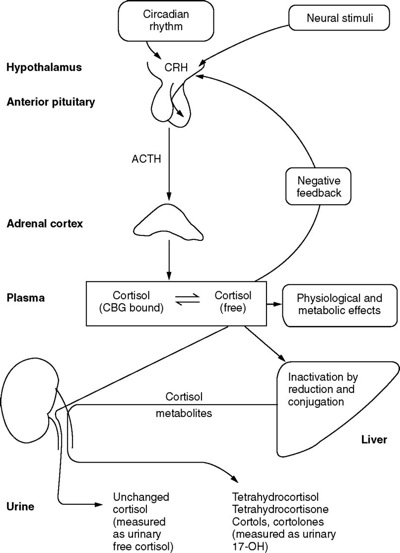 Circadian
rhythm
Neural stimuli
Hypothalamus
CRH
Anterior pituitary
ACTH
Negative
feedback
Adrenal cortex
Plasma
Cortisol
(CBG bound)
Cortisol
(free)
Physiological and
metabolic effects
Inactivation by
reduction and
conjugation
Cortisol
metabolites
Liver
Urine
Unchanged
cortisol
(measured
as urinary
free cortisol)
Tetrahydrocortisol
Tetrahydrocortisone
Cortols, cortolones
(measured as urinary
17-OH)